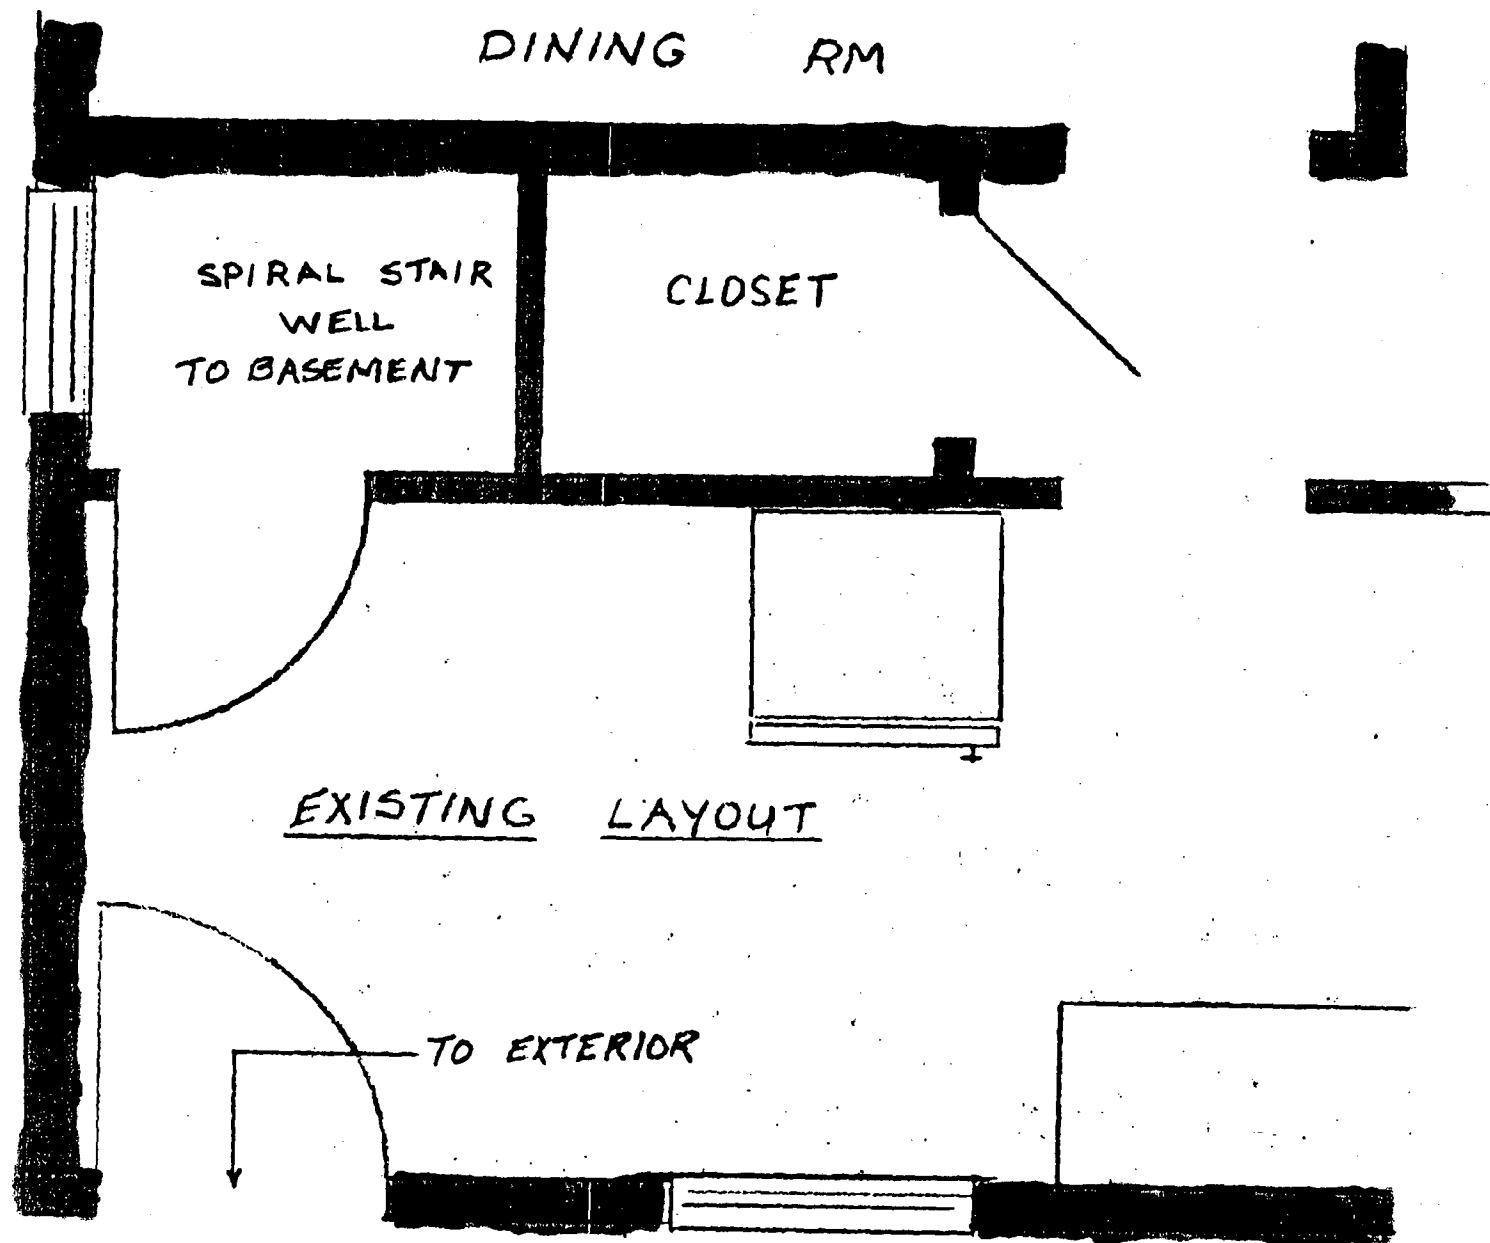 DINING RM
SPIRAL STAIR
WELL
TO BASEMENT
CLOSET
EXISTING LAYOUT
TO EXTERIOR